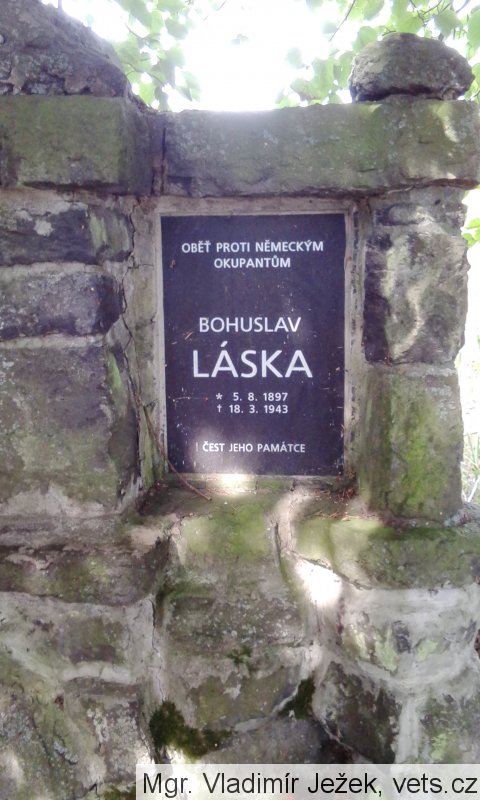 OBĚŤ PROTI NĚMECKÝM
OKUPANTŮM
BOHUSLAV
LÁSKA
* 5. 8. 1897
† 18. 3. 1943
! ČEST JEHO PAMÁTCE
Mgr. Vladimír Ježek, vets.cz